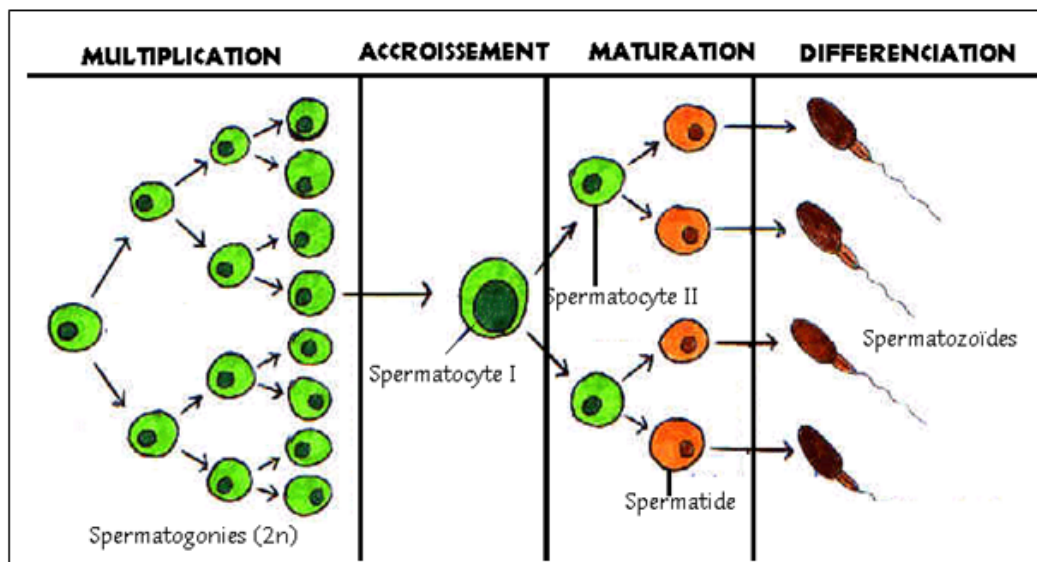 MULTIPLICATION
ACCROISSEMENT
MATURATION
DIFFERENCIATION
Spermatocyte II
Spermatozoïdes
Spermatocyte I
Spermatide
Spermatogonies (2n)